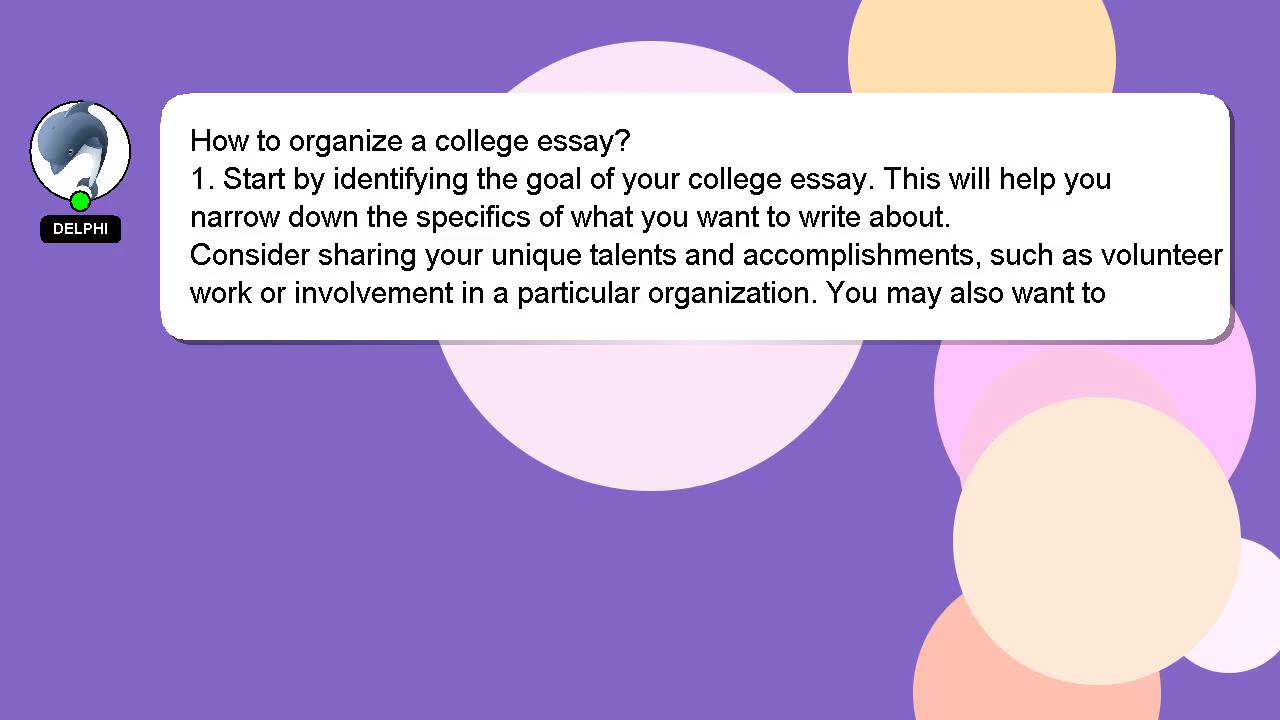 How to organize a college essay?
1. Start by identifying the goal of your college essay. This will help you
narrow down the specifics of what you want to write about.
Consider sharing your unique talents and accomplishments, such as volunteer
work or involvement in a particular organization. You may also want to
DELPHI